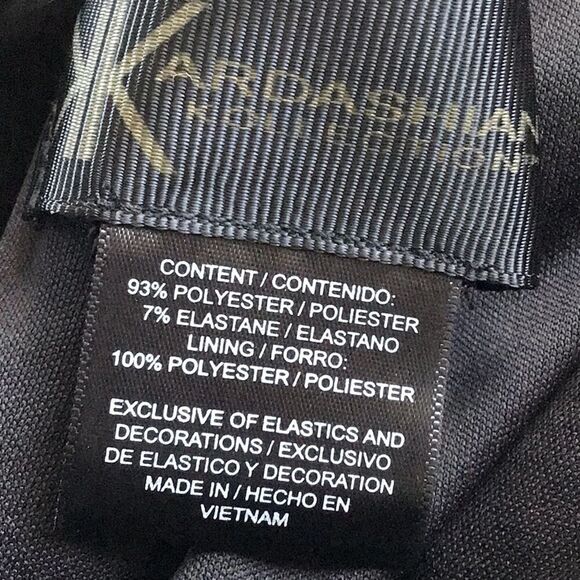 KARDASHIAN
KOLLECTION
CONTENT / CONTENIDO:
93% POLYESTER / POLIESTER
7% ELASTANE / ELASTANO
LINING / FORRO:
100% POLYESTER / POLIESTER
EXCLUSIVE OF ELASTICS AND
DECORATIONS / EXCLUSIVO
DE ELASTICO Y DECORATION
MADE IN / HECHO EN
VIETNAM